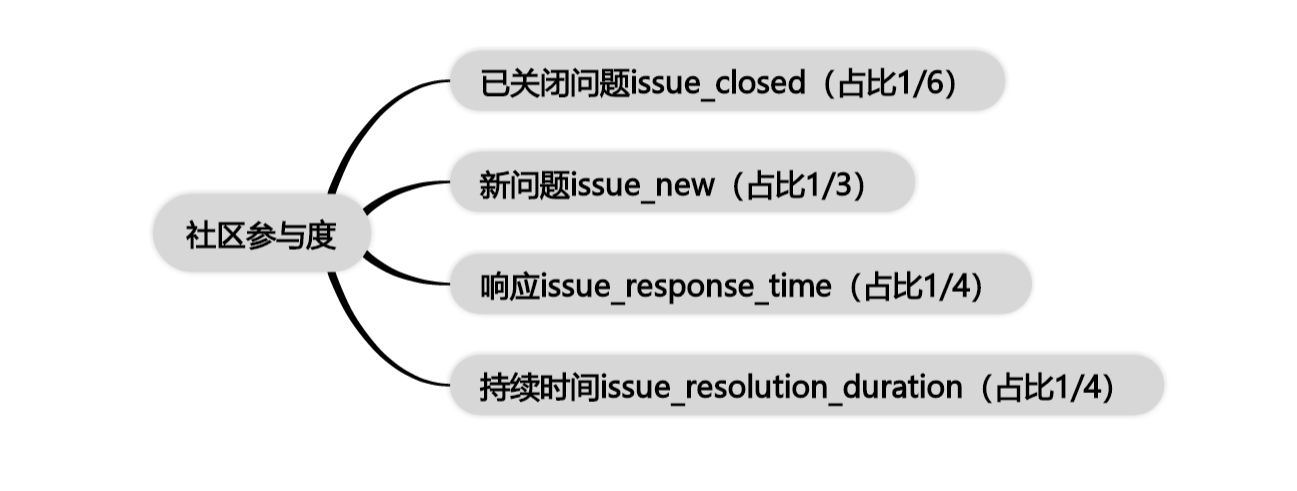 已关闭问题issue_closed（占比1/6）
新问题issue_new（占比1/3）
社区参与度
响应issue_response_time（占比1/4）
持续时间issue_resolution_duration（占比1/4）